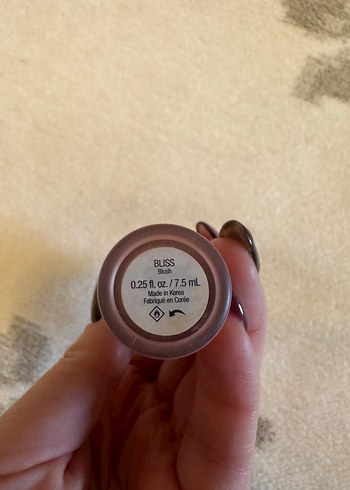 BLISS
Blush
0.25 fl. oz. / 7.5 mL
Made in Korea
Fabriqué en Corée